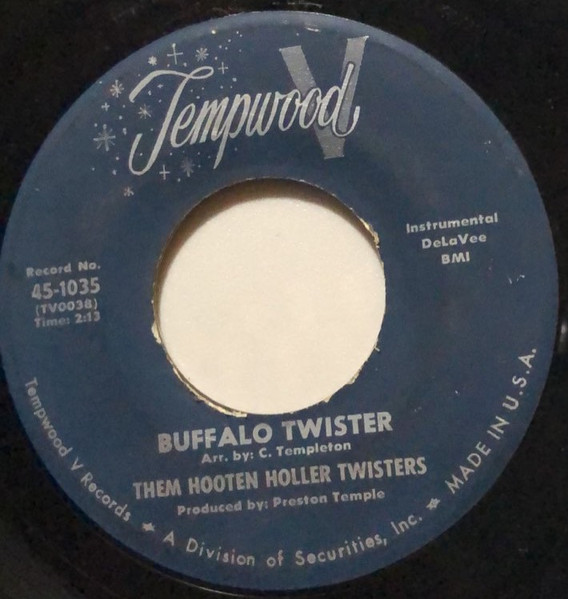 Tempwood V
Instrumental
DeLaVee
BMI
Record No.
45-1035
(TV0038)
Time: 2:13
BUFFALO TWISTER
Arr. by: C. Templeton
THEM HOOTEN HOLLER TWISTERS
Produced by: Preston Temple
Tempwood V Records ★ A Division of Securities, Inc. ★ MADE IN U.S.A.